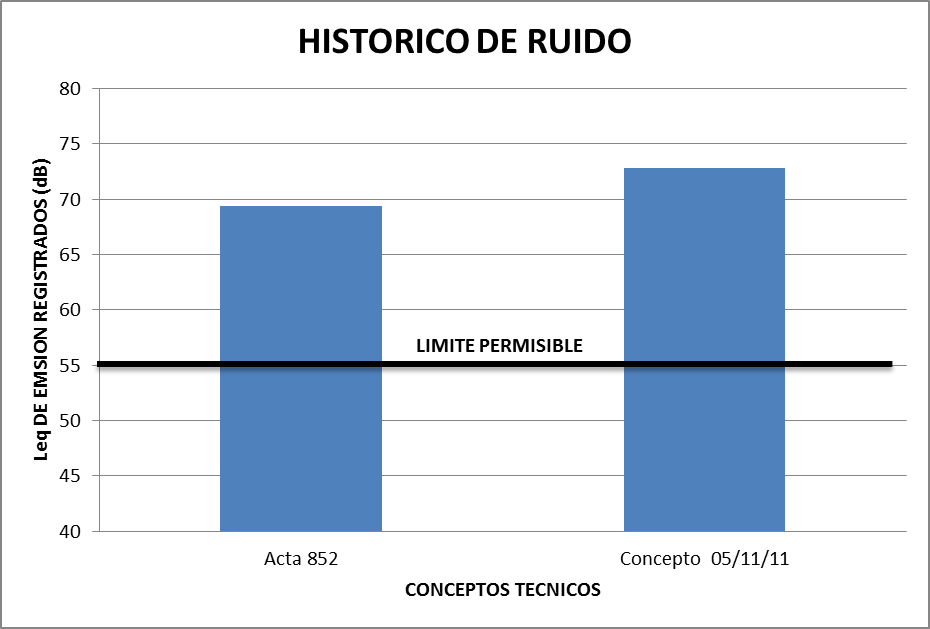 HISTORICO DE RUIDO
80
75
70
65
60
55
50
45
40
Leq DE EMISION REGISTRADOS (dB)
LIMITE PERMISIBLE
Acta 852
Concepto 05/11/11
CONCEPTOS TECNICOS